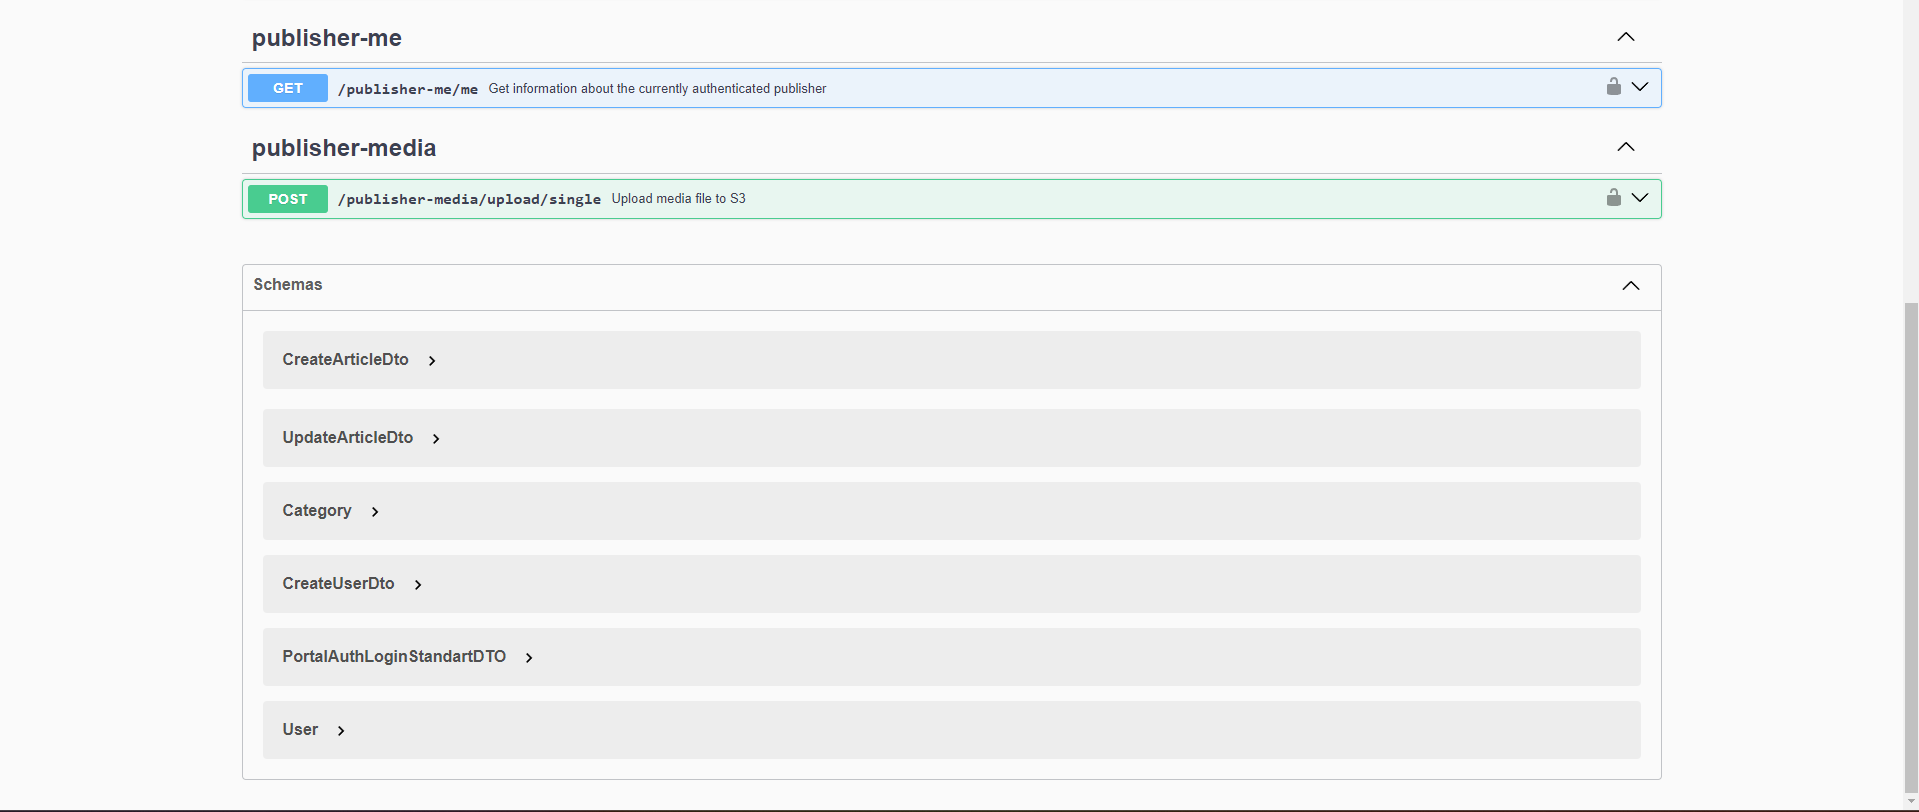 publisher-me
GET /publisher-me/me Get information about the currently authenticated publisher
publisher-media
POST /publisher-media/upload/single Upload media file to S3
Schemas
CreateArticleDto
UpdateArticleDto
Category
CreateUserDto
PortalAuthLoginStandartDTO
User